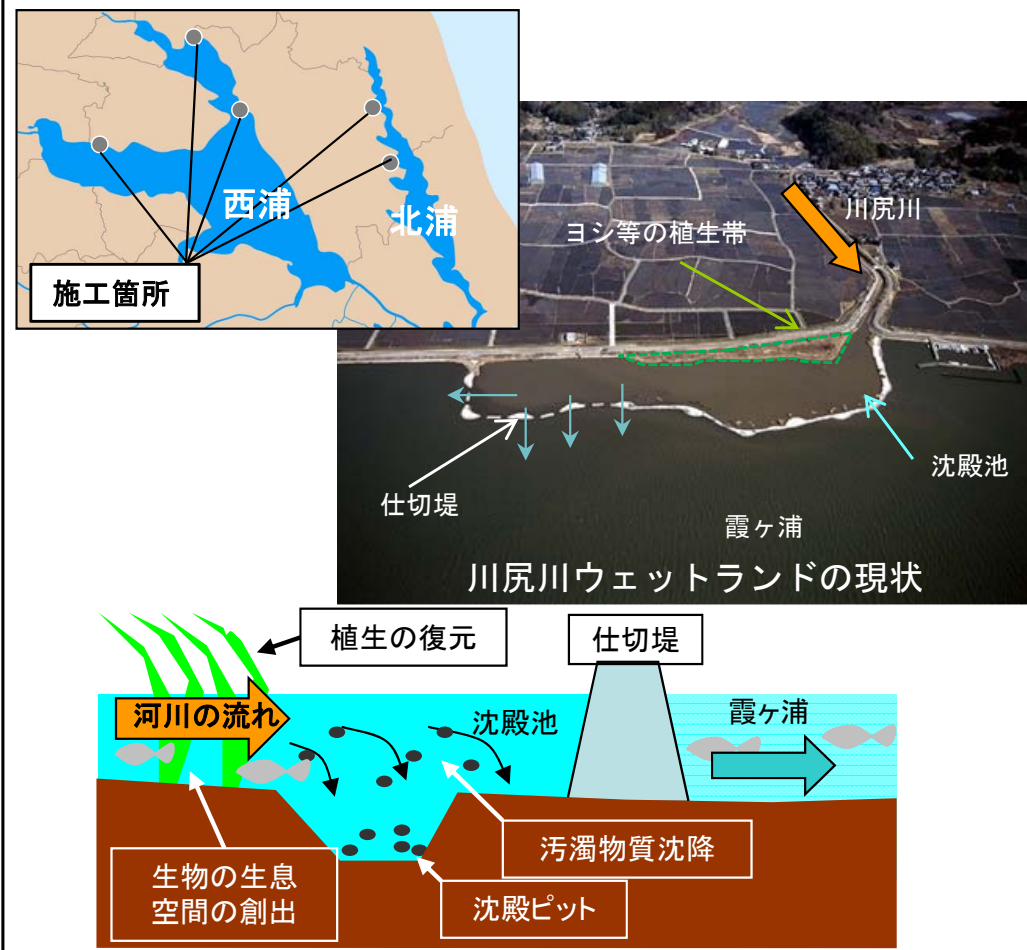 西浦
北浦
施工箇所
川尻川
ヨシ等の植生帯
沈殿池
仕切堤
霞ヶ浦
川尻川ウェットランドの現状
植生の復元
仕切堤
河川の流れ
沈殿池
霞ヶ浦
汚濁物質沈降
生物の生息
空間の創出
沈殿ピット